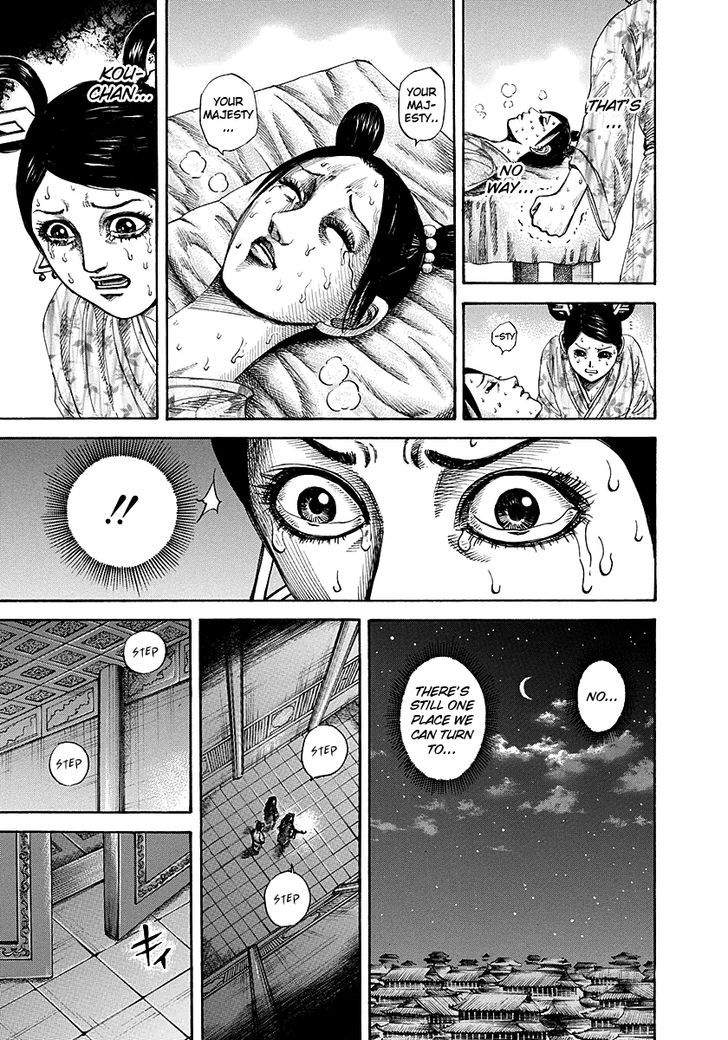 THAT'S
...
NO
WAY...
-STY
YOUR
MAJ-
ESTY..
YOUR
MAJESTY
...
KOU-
CHAN...
!!
NO...
THERE'S
STILL ONE
PLACE WE
CAN TURN
TO...
STEP
STEP
STEP
STEP
キィ